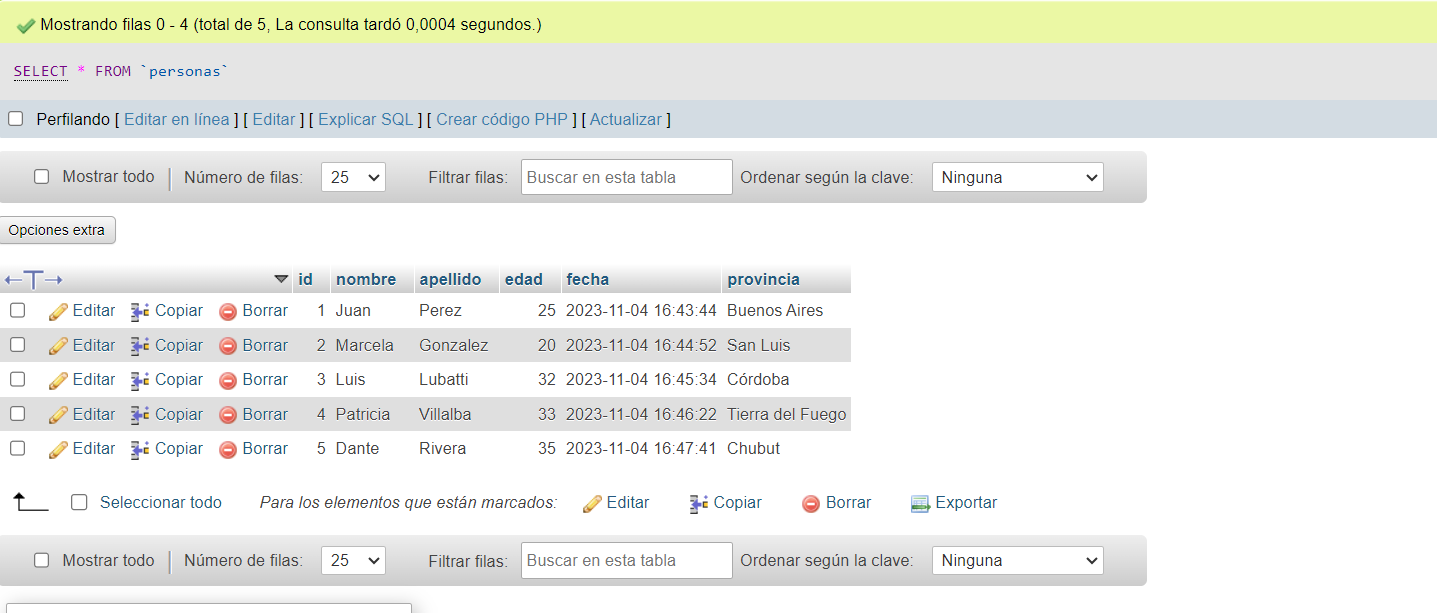 Mostrando filas 0 - 4 (total de 5, La consulta tardó 0,0004 segundos.)
SELECT * FROM `personas`
Perfilando [ Editar en línea ] [ Editar ] [ Explicar SQL ] [ Crear código PHP ] [ Actualizar ]
Mostrar todo | Número de filas: 25 Filtrar filas: Buscar en esta tabla Ordenar según la clave: Ninguna
Opciones extra
←T→ id nombre apellido edad fecha provincia
Editar Copiar Borrar 1 Juan Perez 25 2023-11-04 16:43:44 Buenos Aires
Editar Copiar Borrar 2 Marcela Gonzalez 20 2023-11-04 16:44:52 San Luis
Editar Copiar Borrar 3 Luis Lubatti 32 2023-11-04 16:45:34 Córdoba
Editar Copiar Borrar 4 Patricia Villalba 33 2023-11-04 16:46:22 Tierra del Fuego
Editar Copiar Borrar 5 Dante Rivera 35 2023-11-04 16:47:41 Chubut
Seleccionar todo Para los elementos que están marcados: Editar Copiar Borrar Exportar
Mostrar todo | Número de filas: 25 Filtrar filas: Buscar en esta tabla Ordenar según la clave: Ninguna